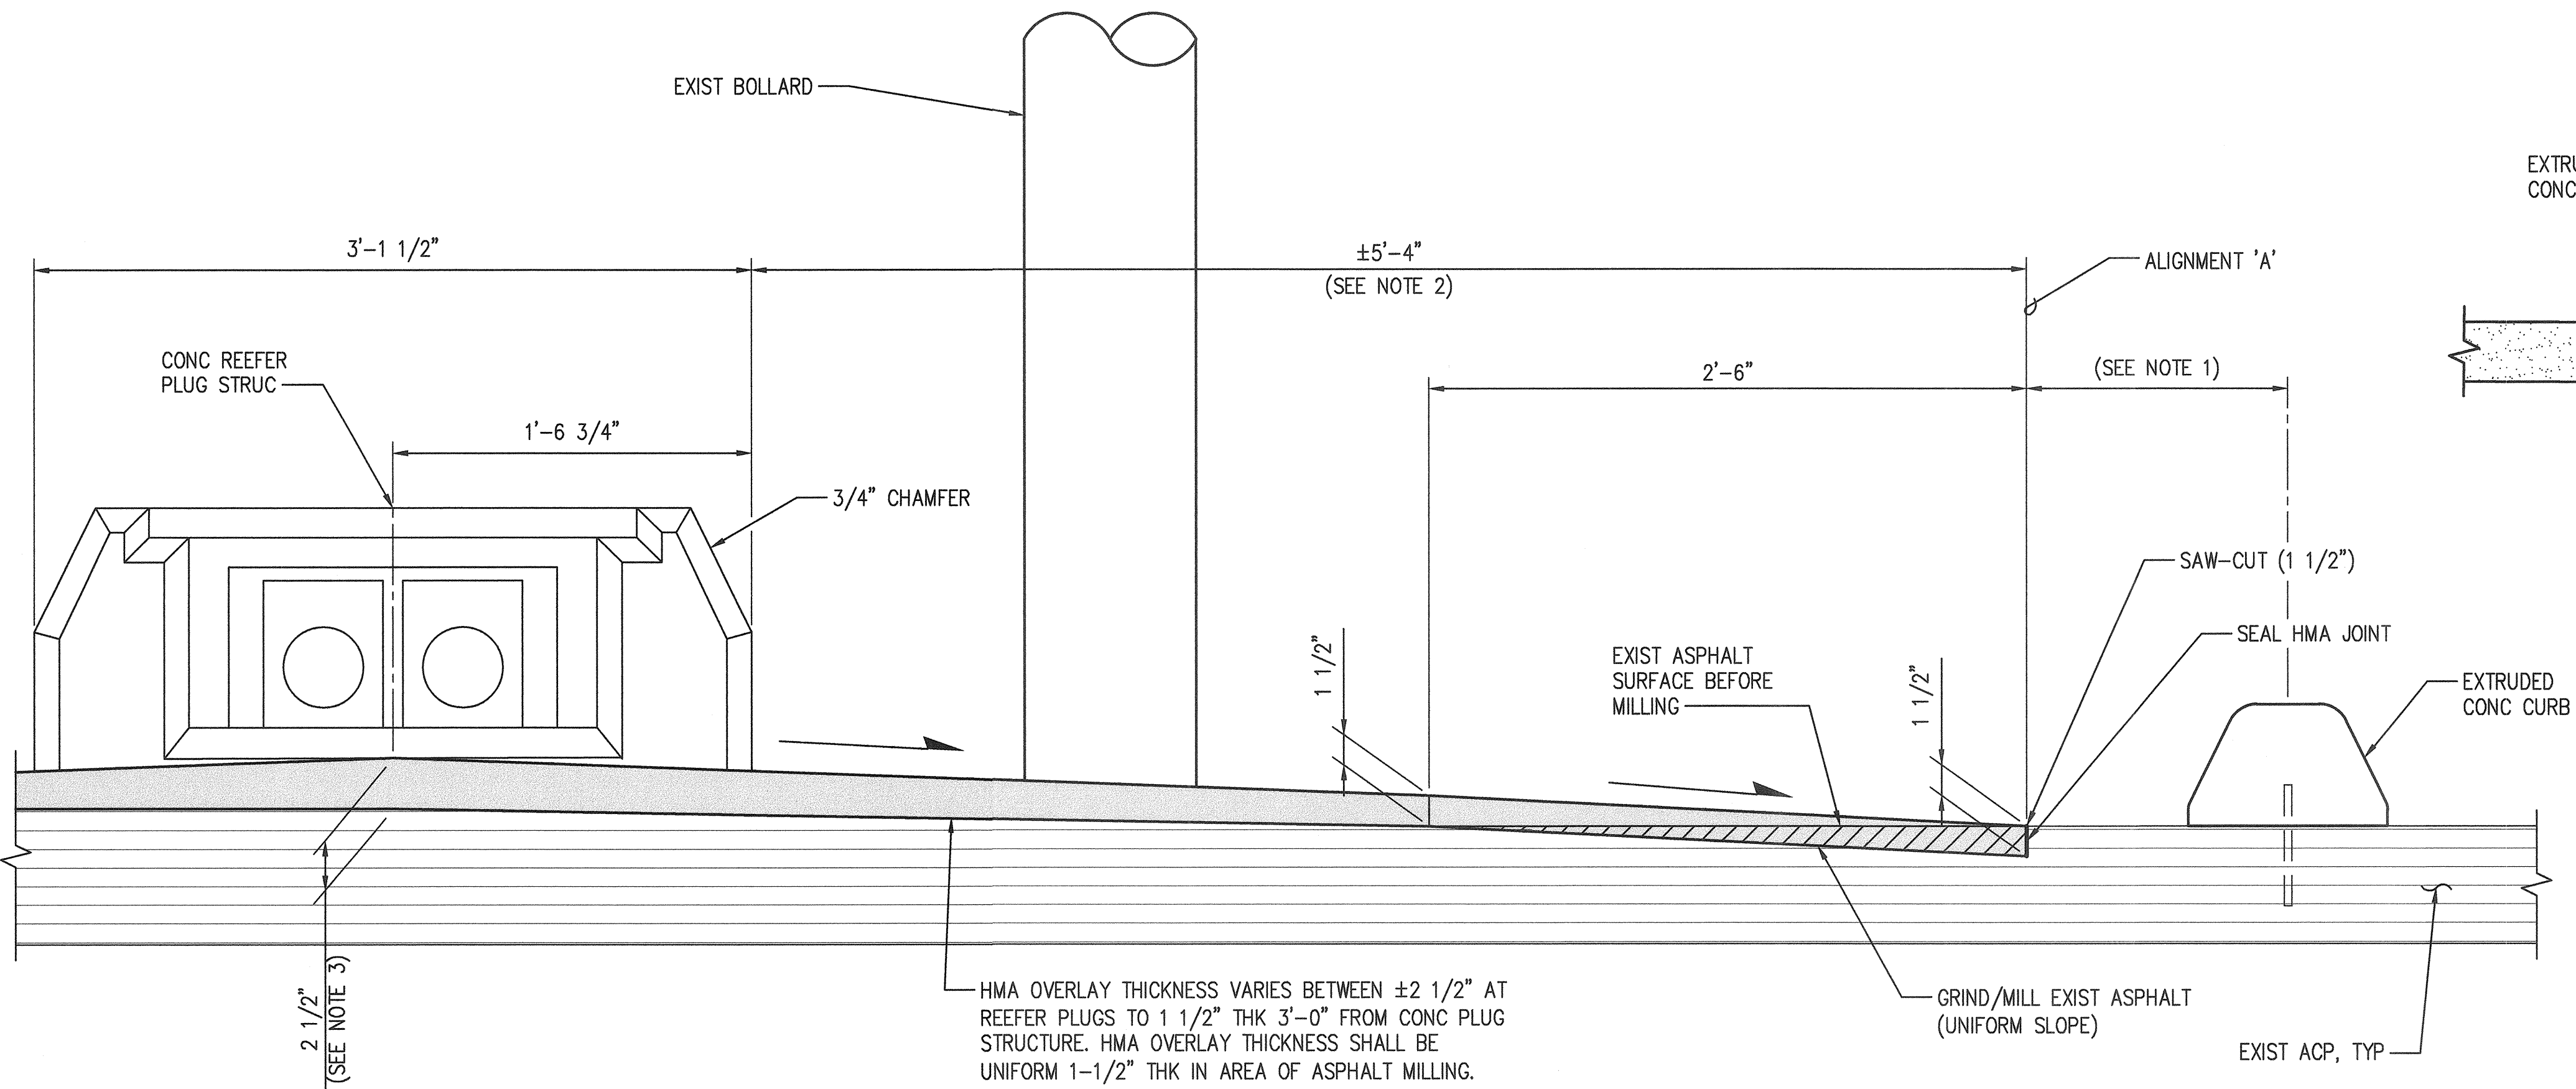 EXIST BOLLARD
EXTRU
CONC
3'-1 1/2"
±5'-4"
(SEE NOTE 2)
ALIGNMENT 'A'
CONC REEFER
PLUG STRUC
2'-6"
(SEE NOTE 1)
1'-6 3/4"
3/4" CHAMFER
SAW-CUT (1 1/2")
SEAL HMA JOINT
1 1/2"
EXIST ASPHALT
SURFACE BEFORE
MILLING
1 1/2"
EXTRUDED
CONC CURB
2 1/2"
(SEE NOTE 3)
HMA OVERLAY THICKNESS VARIES BETWEEN ±2 1/2" AT
REEFER PLUGS TO 1 1/2" THK 3'-0" FROM CONC PLUG
STRUCTURE. HMA OVERLAY THICKNESS SHALL BE
UNIFORM 1-1/2" THK IN AREA OF ASPHALT MILLING.
GRIND/MILL EXIST ASPHALT
(UNIFORM SLOPE)
EXIST ACP, TYP